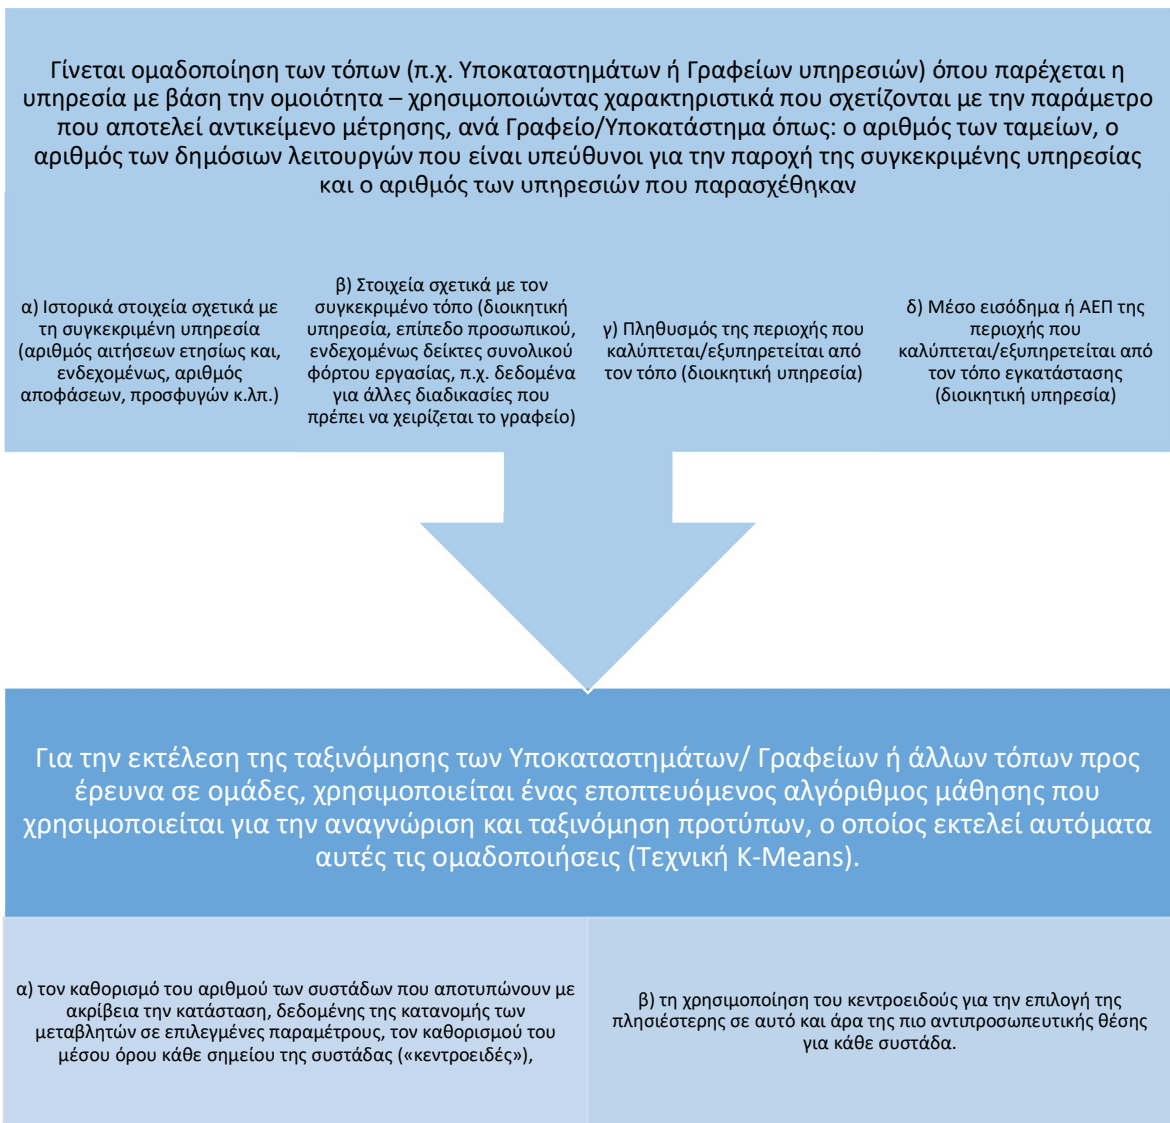 Γίνεται ομαδοποίηση των τόπων (π.χ. Υποκαταστημάτων ή Γραφείων υπηρεσιών) όπου παρέχεται η
υπηρεσία με βάση την ομοιότητα – χρησιμοποιώντας χαρακτηριστικά που σχετίζονται με την παράμετρο
που αποτελεί αντικείμενο μέτρησης, ανά Γραφείο/Υποκατάστημα όπως: ο αριθμός των ταμείων, ο
αριθμός των δημόσιων λειτουργών που είναι υπεύθυνοι για την παροχή της συγκεκριμένης υπηρεσίας
και ο αριθμός των υπηρεσιών που παρασχέθηκαν
α) Ιστορικά στοιχεία σχετικά με
τη συγκεκριμένη υπηρεσία
(αριθμός αιτήσεων ετησίως και,
ενδεχομένως, αριθμός
αποφάσεων, προσφυγών κ.λπ.)
β) Στοιχεία σχετικά με τον
συγκεκριμένο τόπο (διοικητική
υπηρεσία, επίπεδο προσωπικού,
ενδεχομένως δείκτες συνολικού
φόρτου εργασίας, π.χ. δεδομένα
για άλλες διαδικασίες που
πρέπει να χειρίζεται το γραφείο)
γ) Πληθυσμός της περιοχής που
καλύπτεται/εξυπηρετείται από
τον τόπο (διοικητική υπηρεσία)
δ) Μέσο εισόδημα ή ΑΕΠ της
περιοχής που
καλύπτεται/εξυπηρετείται από
τον τόπο εγκατάστασης
(διοικητική υπηρεσία)
Για την εκτέλεση της ταξινόμησης των Υποκαταστημάτων/ Γραφείων ή άλλων τόπων προς
έρευνα σε ομάδες, χρησιμοποιείται ένας εποπτευόμενος αλγόριθμος μάθησης που
χρησιμοποιείται για την αναγνώριση και ταξινόμηση προτύπων, ο οποίος εκτελεί αυτόματα
αυτές τις ομαδοποιήσεις (Τεχνική K-Means).
α) τον καθορισμό του αριθμού των συστάδων που αποτυπώνουν με
ακρίβεια την κατάσταση, δεδομένης της κατανομής των
μεταβλητών σε επιλεγμένες παραμέτρους, τον καθορισμού του
μέσου όρου κάθε σημείου της συστάδας («κεντροειδές»),
β) τη χρησιμοποίηση του κεντροειδούς για την επιλογή της
πλησιέστερης σε αυτό και άρα της πιο αντιπροσωπευτικής θέσης
για κάθε συστάδα.